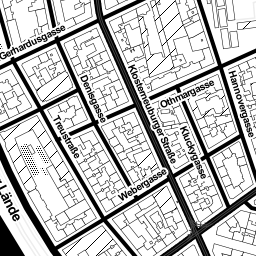 Gerhardusgasse
Denisgasse
Klosterneuburger Straße
Othmargasse
Hannovergasse
Treustraße
Kluckygasse
Webergasse
Lände